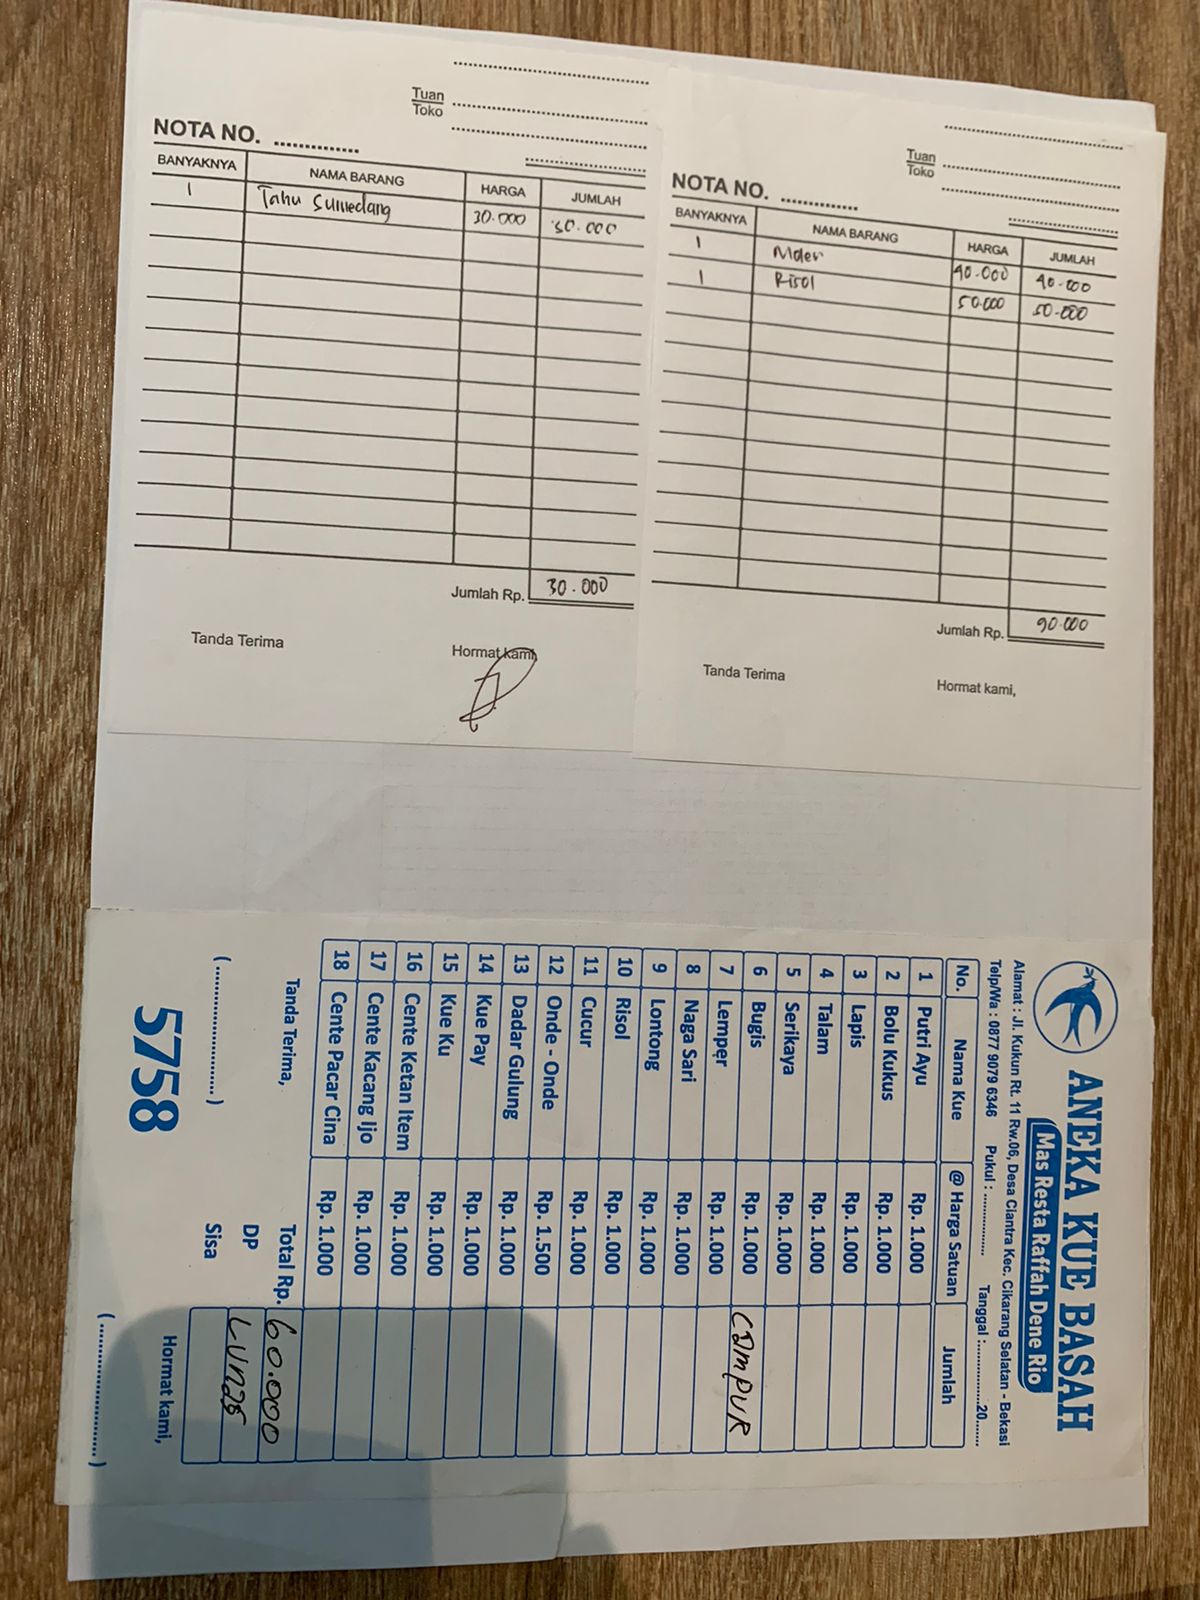 Tuan
Toko
NOTA NO.
BANYAKNYA NAMA BARANG HARGA JUMLAH
1 Tahu Sumedang 30.000 30.000
Jumlah Rp. 30.000
Tanda Terima Hormat kami,
Tuan
Toko
NOTA NO.
BANYAKNYA NAMA BARANG HARGA JUMLAH
1 40.000 40.000
1 Risol 50.000 50.000
Jumlah Rp. 90.000
Tanda Terima Hormat kami,
ANEKA KUE BASAH
Mas Resta Raffah Dene Rio
Alamat : Jl. Kukun Rt. 11 Rw.06, Desa Ciantra Kec. Cikarang Selatan - Bekasi
Telp/Wa : 0877 9079 6346 Pukul : ............... Tanggal : ..................20......
No. Nama Kue @ Harga Satuan Jumlah
1 Putri Ayu Rp. 1.000
2 Bolu Kukus Rp. 1.000
3 Lapis Rp. 1.000
4 Talam Rp. 1.000
5 Serikaya Rp. 1.000
6 Bugis Rp. 1.000
7 Lemper Rp. 1.000 CAMPUR
8 Naga Sari Rp. 1.000
9 Lontong Rp. 1.000
10 Risol Rp. 1.000
11 Cucur Rp. 1.000
12 Onde - Onde Rp. 1.500
13 Dadar Gulung Rp. 1.000
14 Kue Pay Rp. 1.000
15 Kue Ku Rp. 1.000
16 Cente Ketan Item Rp. 1.000
17 Cente Kacang Ijo Rp. 1.000
18 Cente Pacar Cina Rp. 1.000
Total Rp. 60.000
DP LUNAS
Sisa
Tanda Terima, Hormat kami,
(........................) (........................)
5758